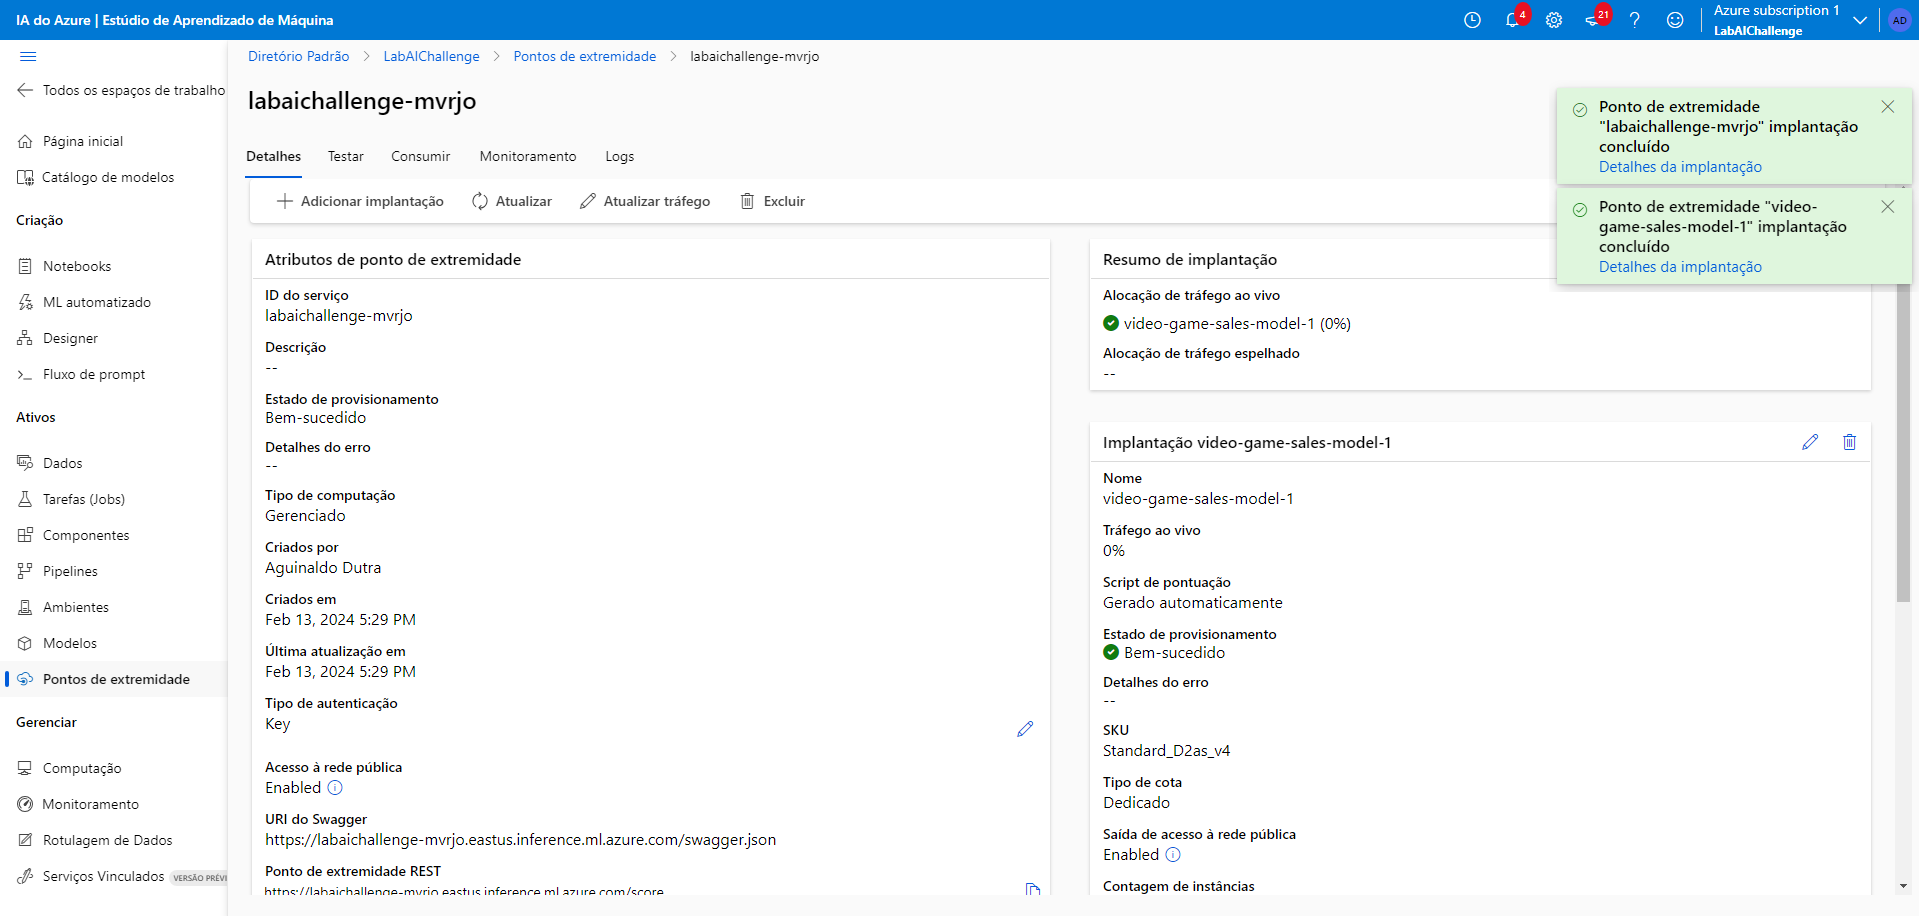 IA do Azure | Estúdio de Aprendizado de Máquina
4
21
Azure subscription 1
LabAIChallenge
AD
Todos os espaços de trabalho
Página inicial
Catálogo de modelos
Criação
Notebooks
ML automatizado
Designer
Fluxo de prompt
Ativos
Dados
Tarefas (Jobs)
Componentes
Pipelines
Ambientes
Modelos
Pontos de extremidade
Gerenciar
Computação
Monitoramento
Rotulagem de Dados
Serviços Vinculados VERSÃO PRÉVI
Diretório Padrão > LabAIChallenge > Pontos de extremidade > labaichallenge-mvrjo
labaichallenge-mvrjo
Detalhes Testar Consumir Monitoramento Logs
Adicionar implantação Atualizar Atualizar tráfego Excluir
Atributos de ponto de extremidade
ID do serviço
labaichallenge-mvrjo
Descrição
--
Estado de provisionamento
Bem-sucedido
Detalhes do erro
--
Tipo de computação
Gerenciado
Criados por
Aguinaldo Dutra
Criados em
Feb 13, 2024 5:29 PM
Última atualização em
Feb 13, 2024 5:29 PM
Tipo de autenticação
Key
Acesso à rede pública
Enabled
URI do Swagger
https://labaichallenge-mvrjo.eastus.inference.ml.azure.com/swagger.json
Ponto de extremidade REST
https://labaichallenge-mvrjo.eastus.inference.ml.azure.com/score
Resumo de implantação
Alocação de tráfego ao vivo
video-game-sales-model-1 (0%)
Alocação de tráfego espelhado
--
Implantação video-game-sales-model-1
Nome
video-game-sales-model-1
Tráfego ao vivo
0%
Script de pontuação
Gerado automaticamente
Estado de provisionamento
Bem-sucedido
Detalhes do erro
--
SKU
Standard_D2as_v4
Tipo de cota
Dedicado
Saída de acesso à rede pública
Enabled
Contagem de instâncias
Ponto de extremidade
"labaichallenge-mvrjo" implantação
concluído
Detalhes da implantação
Ponto de extremidade "video-
game-sales-model-1" implantação
concluído
Detalhes da implantação